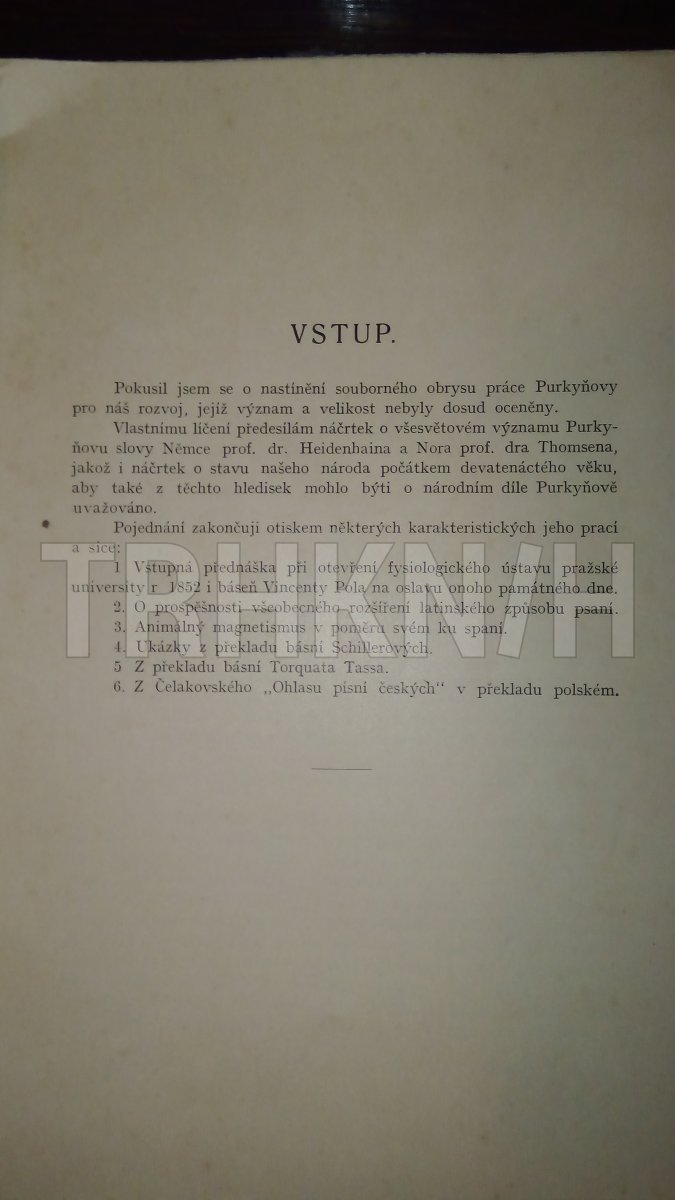 VSTUP.
Pokusil jsem se o nastínění souborného obrysu práce Purkyňovy
pro náš rozvoj, jejíž význam a velikost nebyly dosud oceněny.
Vlastnímu líčení předesílám náčrtek o všesvětovém významu Purky-
ňovu slovy Němce prof. dr. Heidenhaina a Nora prof. dra Thomsena,
jakož i náčrtek o stavu našeho národa počátkem devatenáctého věku,
aby také z těchto hledisek mohlo býti o národním díle Purkyňově
uvažováno.
Pojednání zakončuji otiskem některých karakteristických jeho prací
a sice:
1 Vstupná přednáška při otevření fysiologického ústavu pražské
university r 1852 i báseň Vincenty Pola na oslavu onoho památného dne.
2. O prospěšnosti všeobecného rozšíření latinského způsobu psaní.
3. Animálný magnetismus v poměru svém ku spaní.
4. Ukázky z překladu básní Schillerových.
5 Z překladu básní Torquata Tassa.
6. Z Čelakovského „Ohlasu písní českých“ v překladu polském.
TRHKNIH